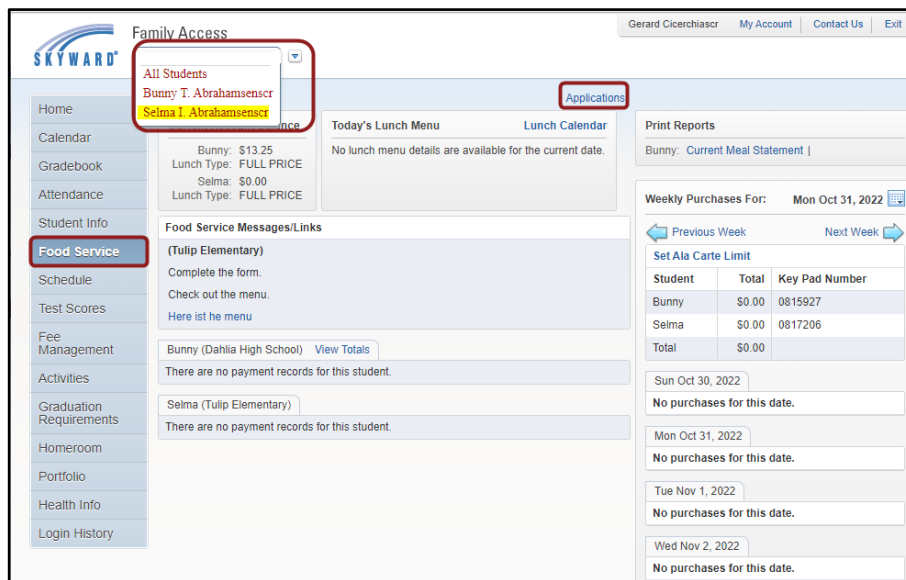 Gerard Cicerchiascr My Account Contact Us Exit
SKYWARD®
Family Access
All Students
Bunny T. Abrahamsenscr
Selma I. Abrahamsenscr
Applications
Home
Calendar
Gradebook
Attendance
Student Info
Food Service
Schedule
Test Scores
Fee
Management
Activities
Graduation
Requirements
Homeroom
Portfolio
Health Info
Login History
Bunny: $13.25
Lunch Type: FULL PRICE
Selma: $0.00
Lunch Type: FULL PRICE
Today's Lunch Menu Lunch Calendar
No lunch menu details are available for the current date.
Food Service Messages/Links
(Tulip Elementary)
Complete the form.
Check out the menu.
Here ist he menu
Bunny (Dahlia High School) View Totals
There are no payment records for this student.
Selma (Tulip Elementary)
There are no payment records for this student.
Print Reports
Bunny: Current Meal Statement |
Weekly Purchases For: Mon Oct 31, 2022
Previous Week Next Week
Set Ala Carte Limit
Student Total Key Pad Number
Bunny $0.00 0815927
Selma $0.00 0817206
Total $0.00
Sun Oct 30, 2022
No purchases for this date.
Mon Oct 31, 2022
No purchases for this date.
Tue Nov 1, 2022
No purchases for this date.
Wed Nov 2, 2022
No purchases for this date.